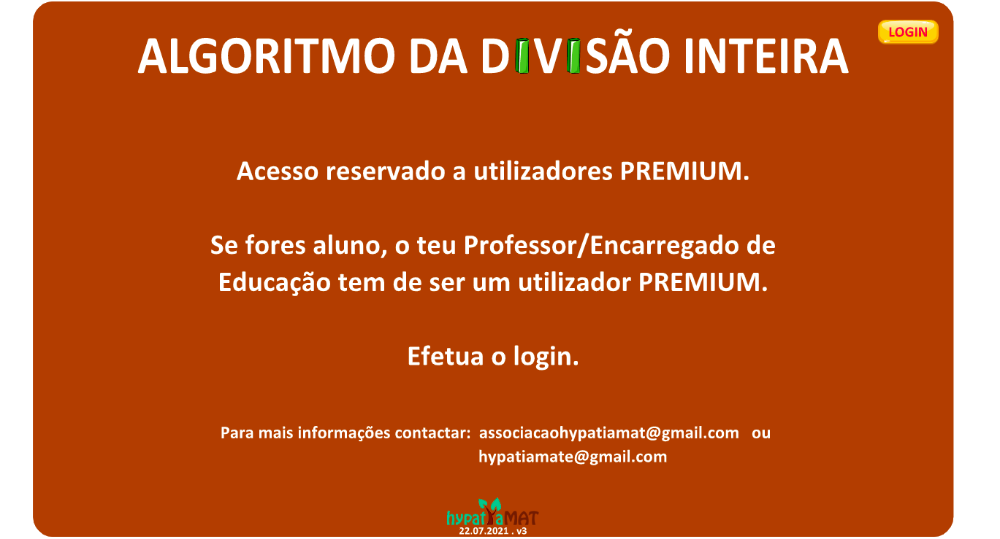 LOGIN
ALGORITMO DA DIVISÃO INTEIRA
Acesso reservado a utilizadores PREMIUM.
Se fores aluno, o teu Professor/Encarregado de
Educação tem de ser um utilizador PREMIUM.
Efetua o login.
Para mais informações contactar: associacaohypatiamat@gmail.com ou
hypatiamate@gmail.com
hypatiaMAT
22.07.2021 . v3